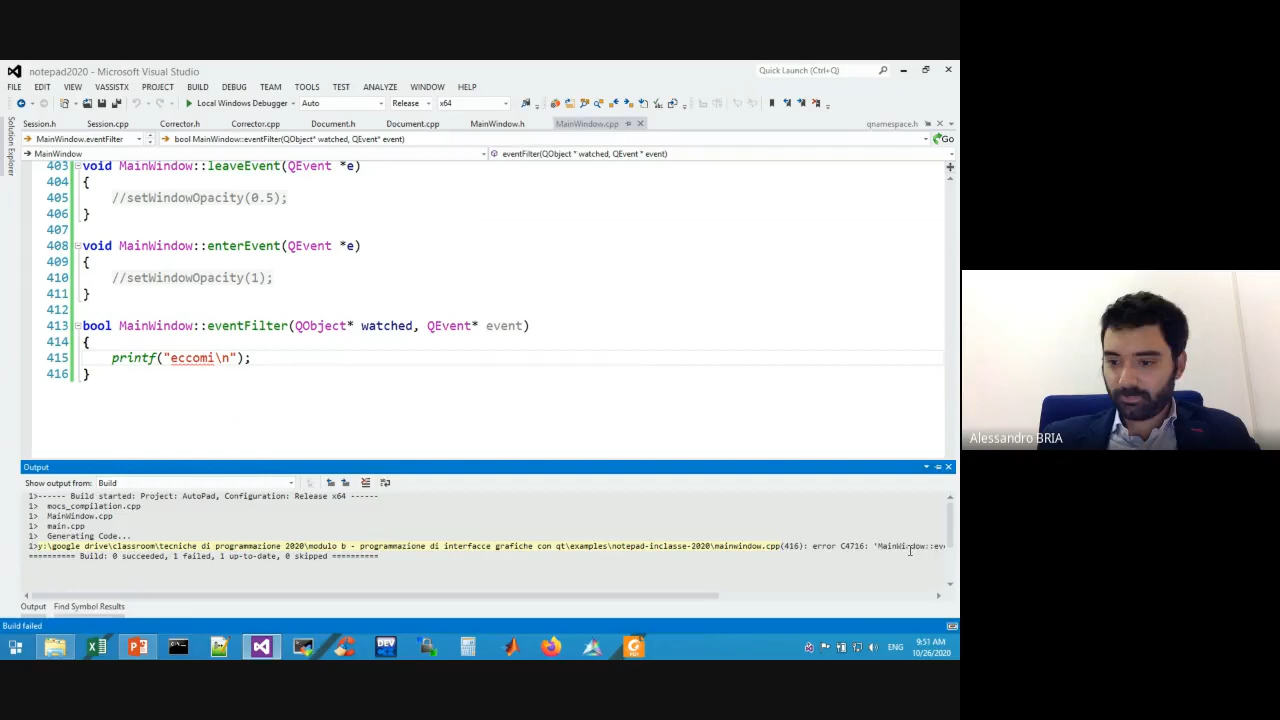 notepad2020 - Microsoft Visual Studio
Quick Launch (Ctrl+Q)
FILE EDIT VIEW VASSISTX PROJECT BUILD DEBUG TEAM TOOLS TEST ANALYZE WINDOW HELP
Local Windows Debugger Auto Release x64
Session.h Session.cpp Corrector.h Corrector.cpp Document.h Document.cpp MainWindow.h MainWindow.cpp qnamespace.h
MainWindow.eventFilter bool MainWindow::eventFilter(QObject* watched, QEvent* event) Go
MainWindow eventFilter(QObject * watched, QEvent * event)
Solution Explorer
403 void MainWindow::leaveEvent(QEvent *e)
404 {
405 //setWindowOpacity(0.5);
406 }
407
408 void MainWindow::enterEvent(QEvent *e)
409 {
410 //setWindowOpacity(1);
411 }
412
413 bool MainWindow::eventFilter(QObject* watched, QEvent* event)
414 {
415 printf("eccomi\n");
416 }
Alessandro BRIA
Output
Show output from: Build
1>------ Build started: Project: AutoPad, Configuration: Release x64 ------
1> mocs_compilation.cpp
1> MainWindow.cpp
1> main.cpp
1> Generating Code...
1>y:\google drive\classroom\tecniche di programmazione 2020\modulo b - programmazione di interfacce grafiche con qt\examples\notepad-inclasse-2020\mainwindow.cpp(416): error C4716: 'MainWindow::eve
========== Build: 0 succeeded, 1 failed, 1 up-to-date, 0 skipped ==========
Output Find Symbol Results
Build failed
DEV
PDF
ENG
9:51 AM
10/26/2020